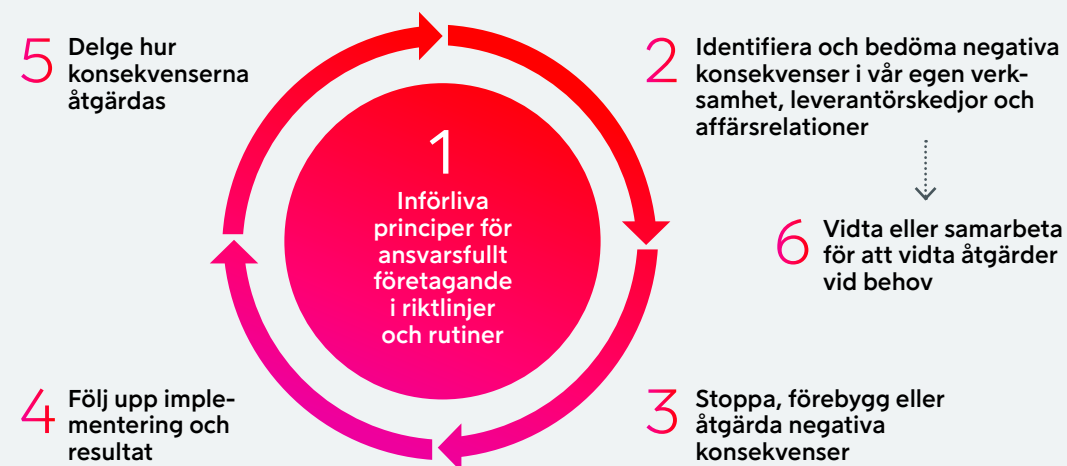 1
Införliva
principer för
ansvarsfullt
företagande
i riktlinjer
och rutiner
2
Identifiera och bedöma negativa
konsekvenser i vår egen verk-
samhet, leverantörskedjor och
affärsrelationer
3
Stoppa, förebygg eller
åtgärda negativa
konsekvenser
4
Följ upp imple-
mentering och
resultat
5
Delge hur
konsekvenserna
åtgärdas
6
Vidta eller samarbeta
för att vidta åtgärder
vid behov